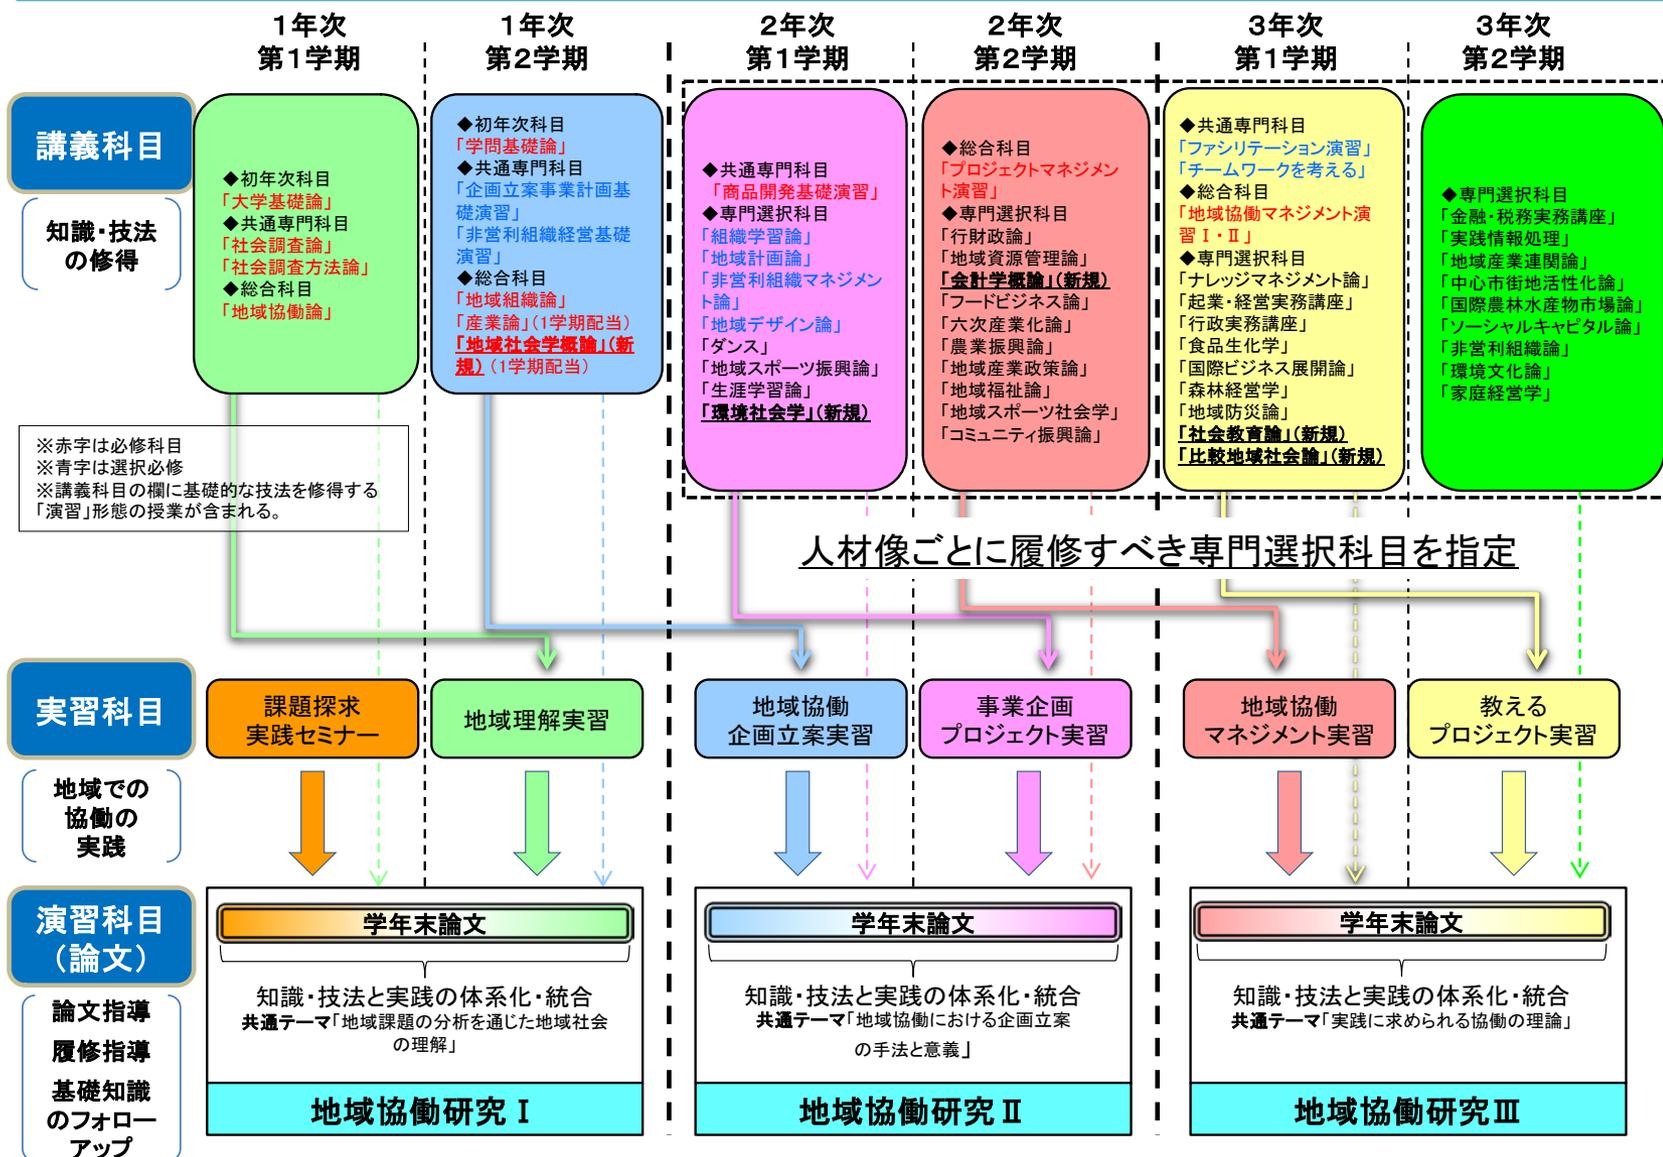 1年次
第1学期
1年次
第2学期
2年次
第1学期
2年次
第2学期
3年次
第1学期
3年次
第2学期
講義科目
知識・技法
の修得
◆初年次科目
「大学基礎論」
◆共通専門科目
「社会調査論」
「社会調査方法論」
◆総合科目
「地域協働論」
◆初年次科目
「学問基礎論」
◆共通専門科目
「企画立案事業計画基
礎演習」
「非営利組織経営基礎
演習」
◆総合科目
「地域組織論」
「産業論」(1学期配当)
「地域社会学概論」(新
規) (1学期配当)
◆共通専門科目
「商品開発基礎演習」
◆専門選択科目
「組織学習論」
「地域計画論」
「非営利組織マネジメン
ト論」
「地域デザイン論」
「ダンス」
「地域スポーツ振興論」
「生涯学習論」
「環境社会学」(新規)
◆総合科目
「プロジェクトマネジメン
ト演習」
◆専門選択科目
「行財政論」
「地域資源管理論」
「会計学概論」(新規)
「フードビジネス論」
「六次産業化論」
「農業振興論」
「地域産業政策論」
「地域福祉論」
「地域スポーツ社会学」
「コミュニティ振興論」
◆共通専門科目
「ファシリテーション演習」
「チームワークを考える」
◆総合科目
「地域協働マネジメント演
習Ⅰ・Ⅱ」
◆専門選択科目
「ナレッジマネジメント論」
「起業・経営実務講座」
「行政実務講座」
「食品生化学」
「国際ビジネス展開論」
「森林経営学」
「地域防災論」
「社会教育論」(新規)
「比較地域社会論」(新規)
◆専門選択科目
「金融・税務実務講座」
「実践情報処理」
「地域産業連関論」
「中心市街地活性化論」
「国際農林水産物市場論」
「ソーシャルキャピタル論」
「非営利組織論」
「環境文化論」
「家庭経営学」
※赤字は必修科目
※青字は選択必修
※講義科目の欄に基礎的な技法を修得する
「演習」形態の授業が含まれる。
人材像ごとに履修すべき専門選択科目を指定
実習科目
地域での
協働の
実践
課題探求
実践セミナー
地域理解実習
地域協働
企画立案実習
事業企画
プロジェクト実習
地域協働
マネジメント実習
教える
プロジェクト実習
演習科目
(論文)
論文指導
履修指導
基礎知識
のフォロー
アップ
学年末論文
知識・技法と実践の体系化・統合
共通テーマ「地域課題の分析を通じた地域社会
の理解」
地域協働研究Ⅰ
学年末論文
知識・技法と実践の体系化・統合
共通テーマ「地域協働における企画立案
の手法と意義」
地域協働研究Ⅱ
学年末論文
知識・技法と実践の体系化・統合
共通テーマ「実践に求められる協働の理論」
地域協働研究Ⅲ